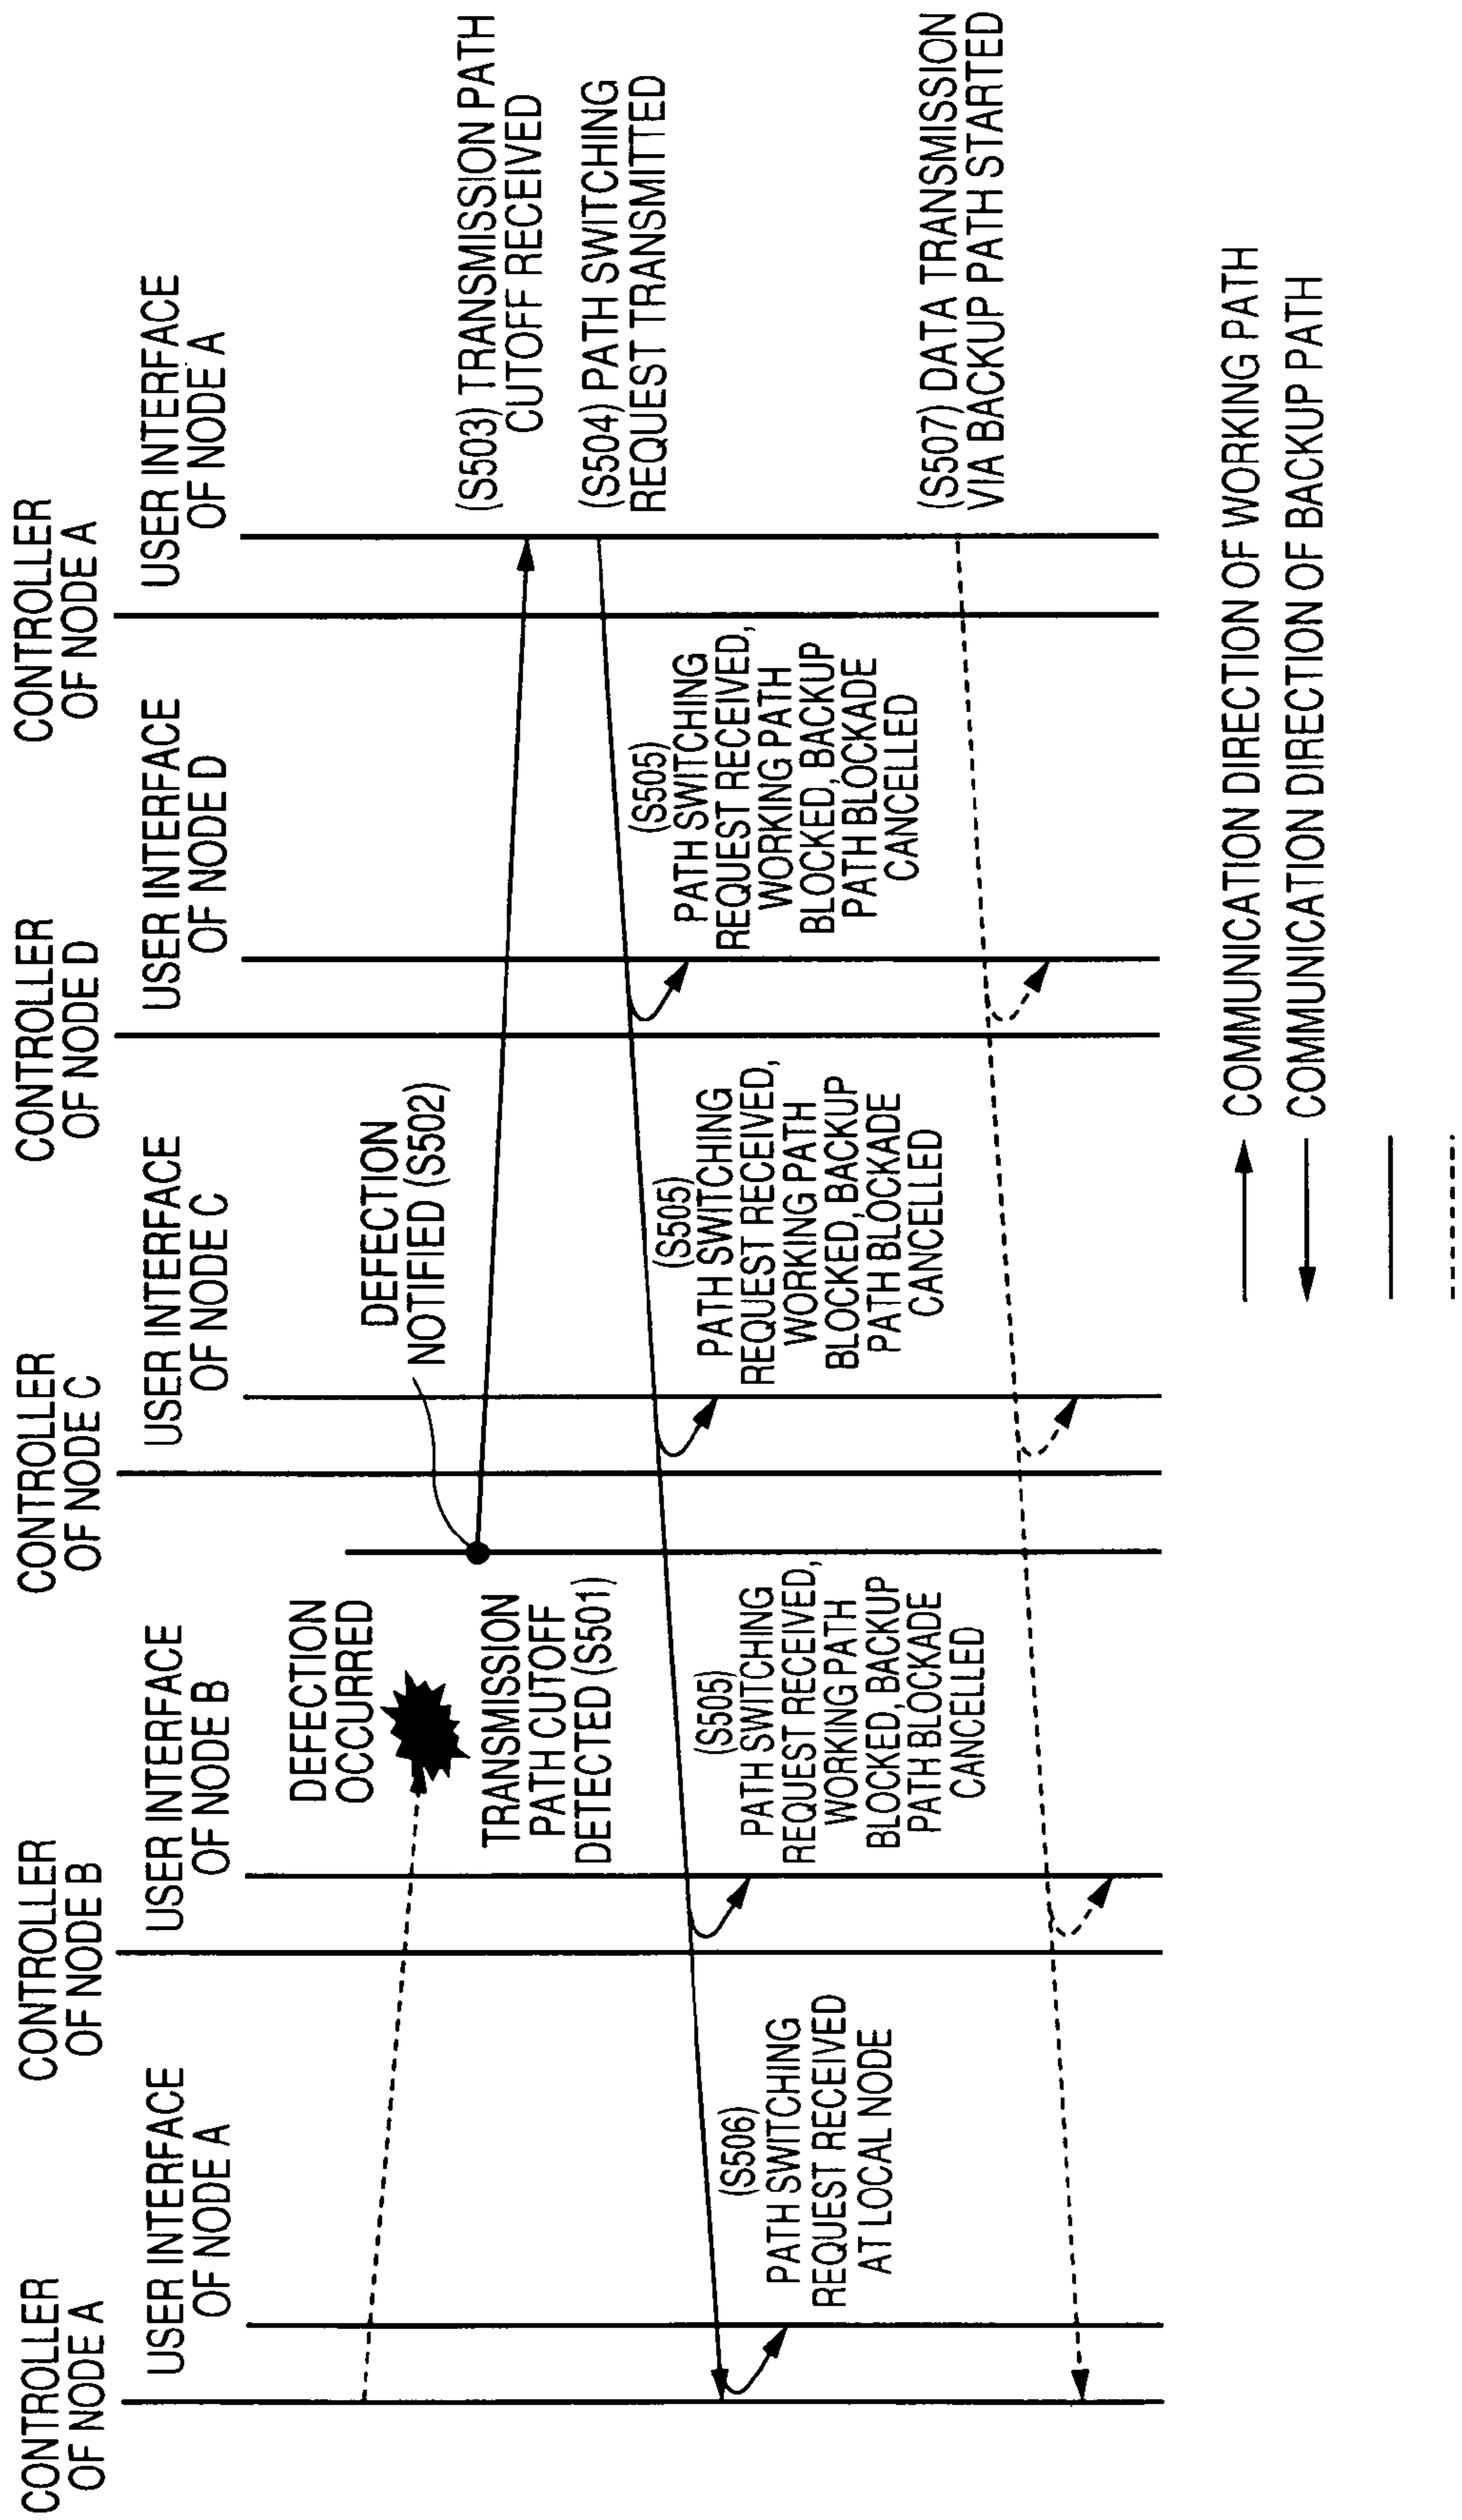 CONTROLLER
OF NODE A
USER INTERFACE
OF NODE A
CONTROLLER
OF NODE B
USER INTERFACE
OF NODE B
CONTROLLER
OF NODE C
USER INTERFACE
OF NODE C
CONTROLLER
OF NODE D
USER INTERFACE
OF NODE D
CONTROLLER
OF NODE A
USER INTERFACE
OF NODE A
DEFECTION
OCCURRED
TRANSMISSION
PATH CUTOFF
DETECTED (S501)
DEFECTION
NOTIFIED (S502)
(S503) TRANSMISSION PATH
CUTOFF RECEIVED
(S504) PATH SWITCHING
REQUEST TRANSMITTED
(S506)
PATH SWITCHING
REQUEST RECEIVED
AT LOCAL NODE
(S505)
PATH SWITCHING
REQUEST RECEIVED,
WORKING PATH
BLOCKED, BACKUP
PATH BLOCKADE
CANCELLED
(S505)
PATH SWITCHING
REQUEST RECEIVED,
WORKING PATH
BLOCKED, BACKUP
PATH BLOCKADE
CANCELLED
(S505)
PATH SWITCHING
REQUEST RECEIVED,
WORKING PATH
BLOCKED, BACKUP
PATH BLOCKADE
CANCELLED
(S507) DATA TRANSMISSION
VIA BACKUP PATH STARTED
COMMUNICATION DIRECTION OF WORKING PATH
COMMUNICATION DIRECTION OF BACKUP PATH